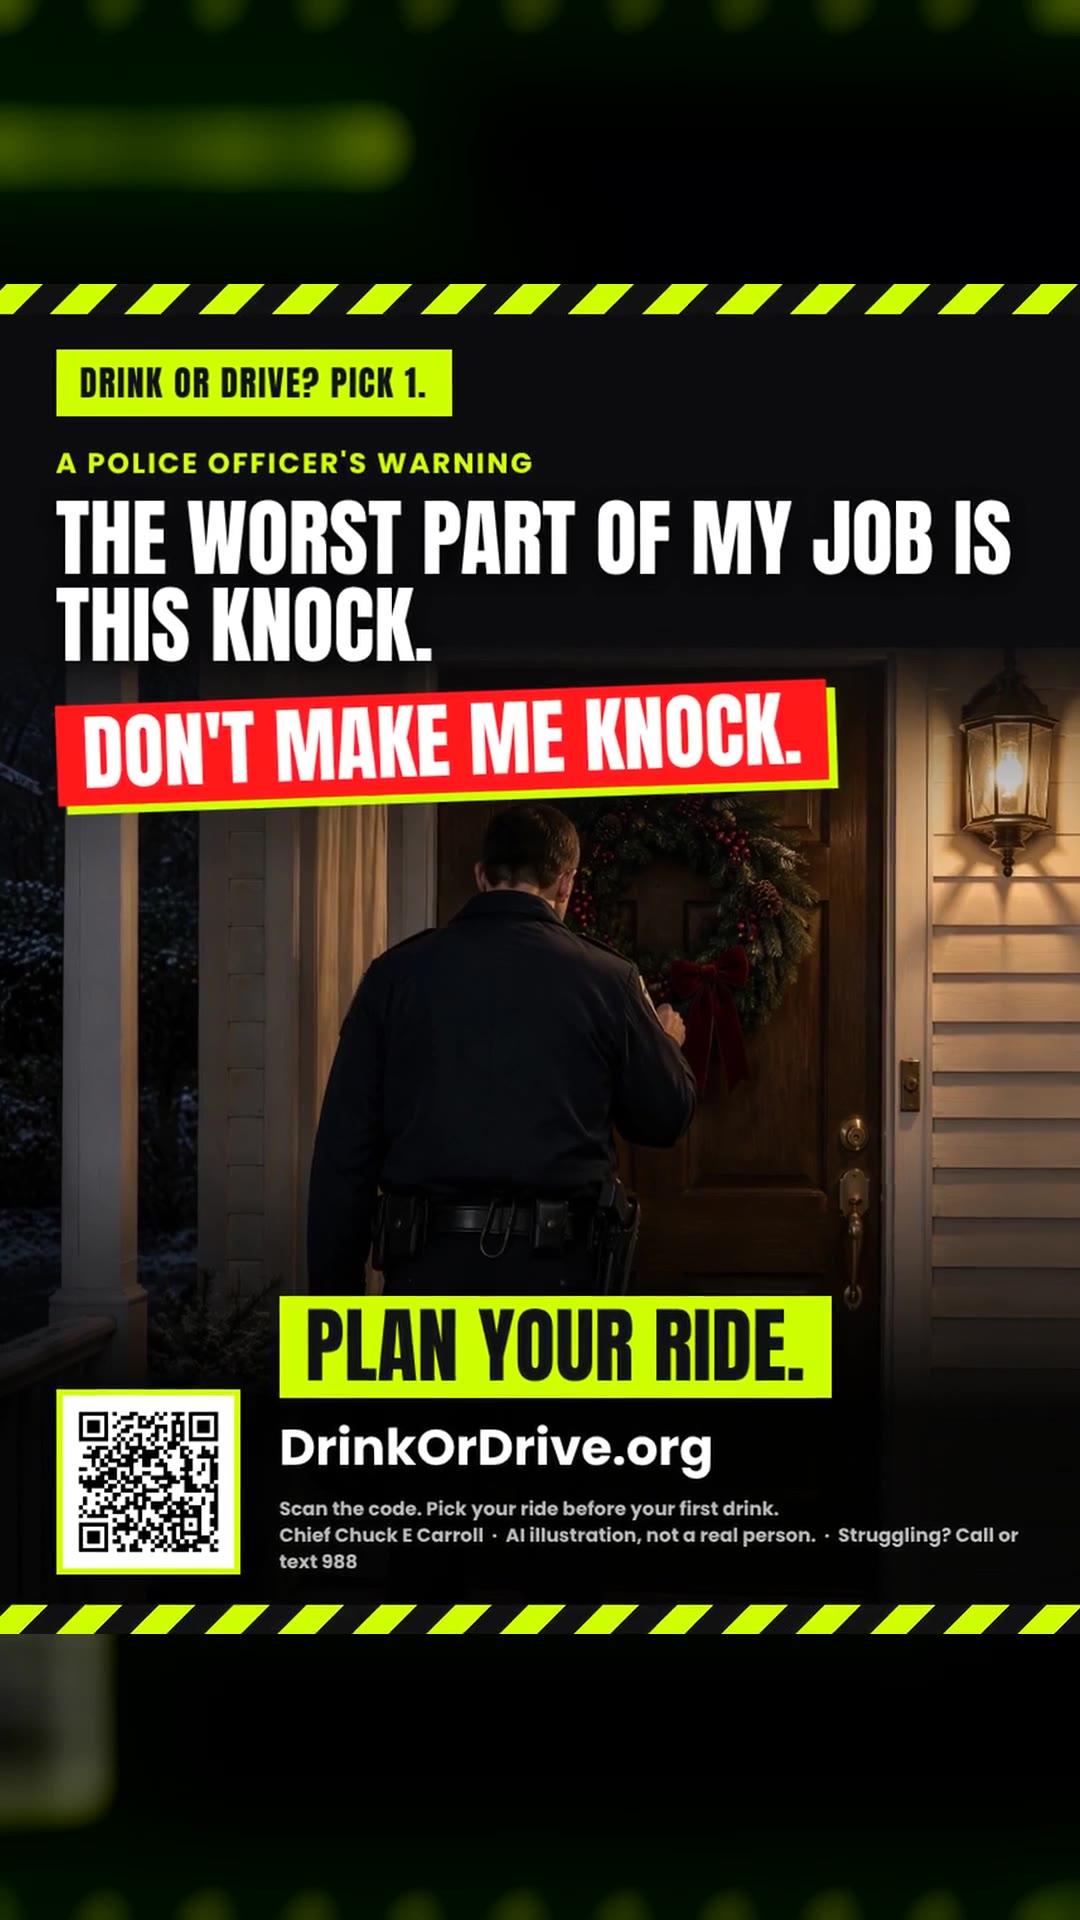 DRINK OR DRIVE? PICK 1.
A POLICE OFFICER'S WARNING
THE WORST PART OF MY JOB IS
THIS KNOCK.
DON'T MAKE ME KNOCK.
PLAN YOUR RIDE.
DrinkOrDrive.org
Scan the code. Pick your ride before your first drink.
Chief Chuck E Carroll · AI illustration, not a real person. · Struggling? Call or
text 988